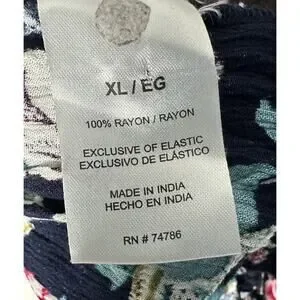 XL / EG
100% RAYON / RAYON
EXCLUSIVE OF ELASTIC
EXCLUSIVO DE ELÁSTICO
MADE IN INDIA
HECHO EN INDIA
RN # 74786